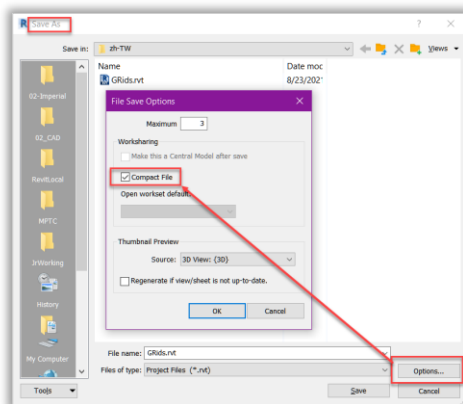 R Save As ? ×
Save in: zh-TW Views
Name Date moc
GRids.rvt 8/23/202
02-Imperial
02_CAD
RevitLocal
MPTC
JrWorking
History
My Computer
File Save Options ×
Maximum 3
Worksharing
Make this a Central Model after save
Compact File
Open workset default:
Thumbnail Preview
Source: 3D View: {3D}
Regenerate if view/sheet is not up-to-date.
OK Cancel
File name: GRids.rvt
Files of type: Project Files (*.rvt)
Options...
Tools Save Cancel